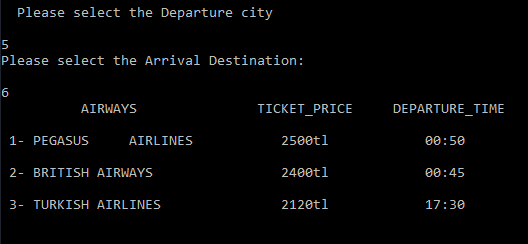 Please select the Departure city
5
Please select the Arrival Destination:
6
AIRWAYS TICKET_PRICE DEPARTURE_TIME
1- PEGASUS AIRLINES 2500tl 00:50
2- BRITISH AIRWAYS 2400tl 00:45
3- TURKISH AIRLINES 2120tl 17:30